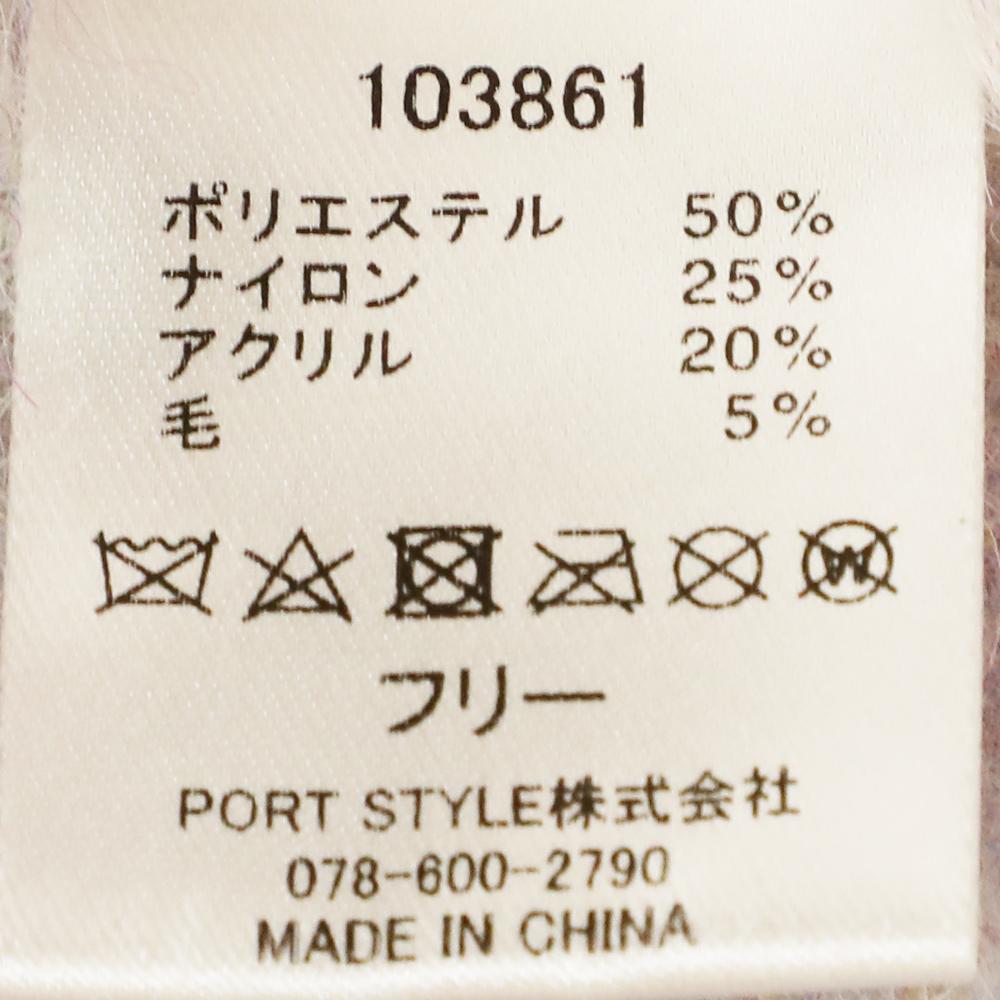 103861
ポリエステル 50%
ナイロン 25%
アクリル 20%
毛 5%
W
フリー
PORT STYLE株式会社
078-600-2790
MADE IN CHINA